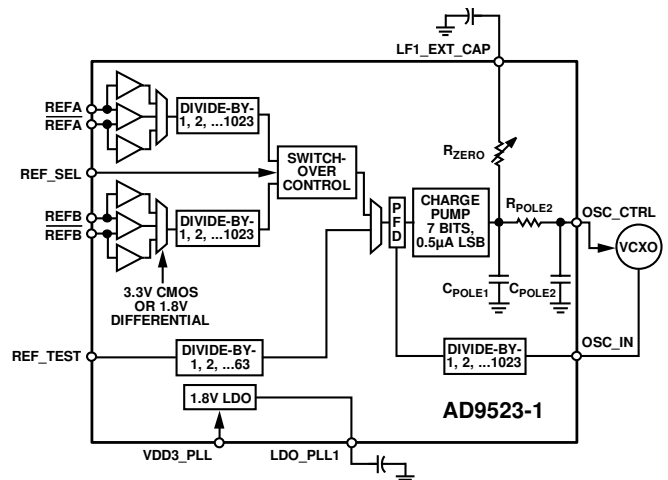 LF1_EXT_CAP
REFA
REFA
DIVIDE-BY-
1, 2, ...1023
REF_SEL
SWITCH-
OVER
CONTROL
RZERO
REFB
REFB
DIVIDE-BY-
1, 2, ...1023
PFD
CHARGE
PUMP
7 BITS,
0.5µA LSB
RPOLE2
OSC_CTRL
VCXO
CPOLE1
CPOLE2
3.3V CMOS
OR 1.8V
DIFFERENTIAL
REF_TEST
DIVIDE-BY-
1, 2, ...63
DIVIDE-BY-
1, 2, ...1023
OSC_IN
1.8V LDO
AD9523-1
VDD3_PLL
LDO_PLL1